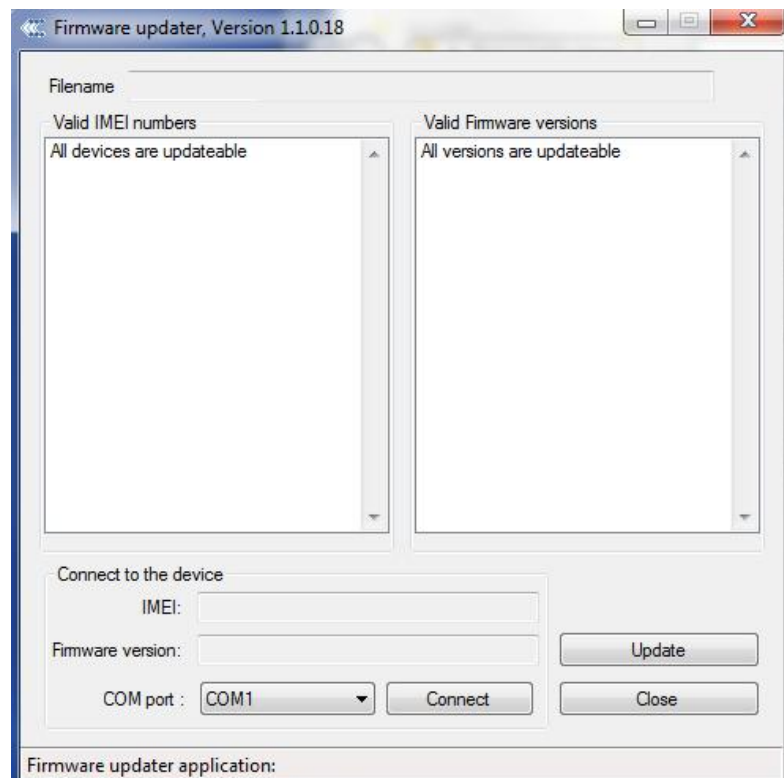 Firmware updater, Version 1.1.0.18
Filename
Valid IMEI numbers
All devices are updateable
Valid Firmware versions
All versions are updateable
Connect to the device
IMEI:
Firmware version:
Update
COM port :
COM1
Connect
Close
Firmware updater application: